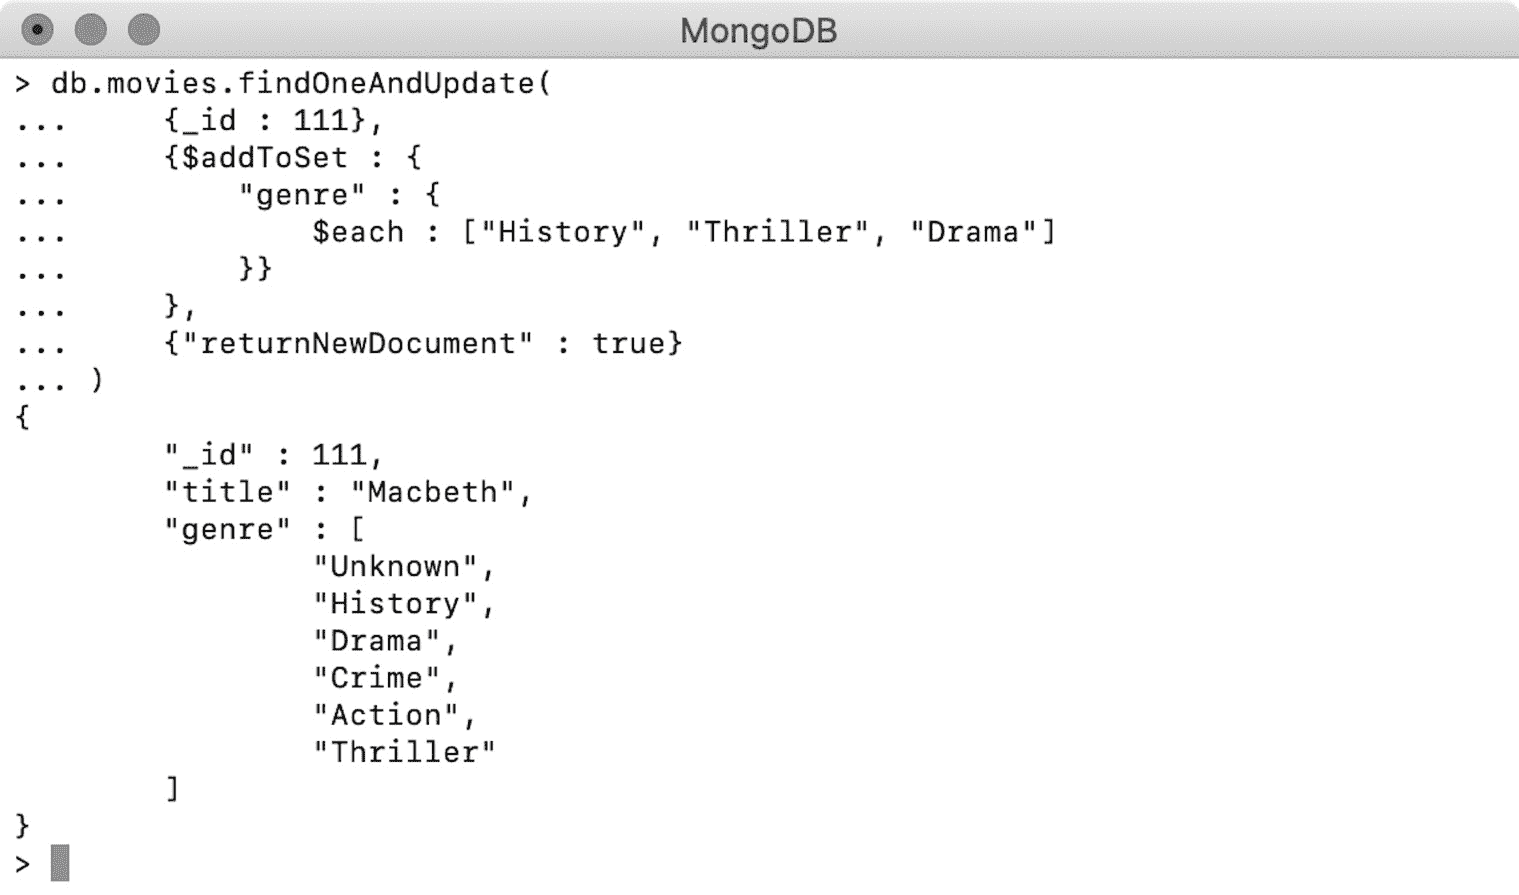 MongoDB
> db.movies.findOneAndUpdate(
...     {_id : 111},
...     {$addToSet : {
...         "genre" : {
...             $each : ["History", "Thriller", "Drama"]
...         }}
...     },
...     {"returnNewDocument" : true}
... )
{
        "_id" : 111,
        "title" : "Macbeth",
        "genre" : [
                "Unknown",
                "History",
                "Drama",
                "Crime",
                "Action",
                "Thriller"
        ]
}
>